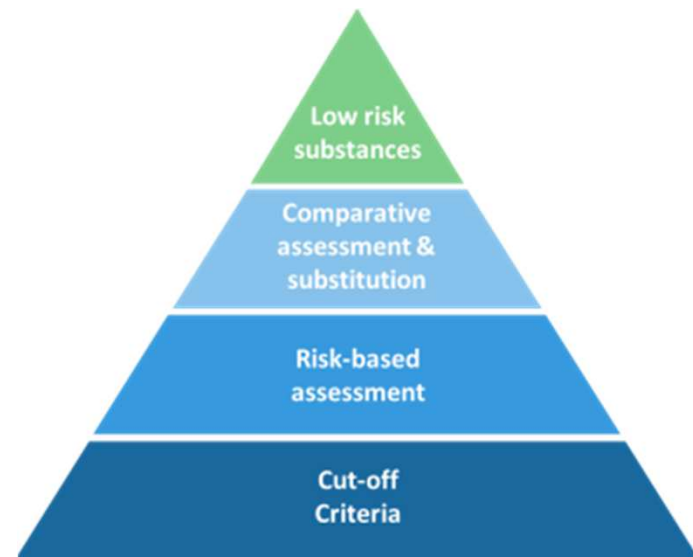 Low risk
substances
Comparative
assessment &
substitution
Risk-based
assessment
Cut-off
Criteria